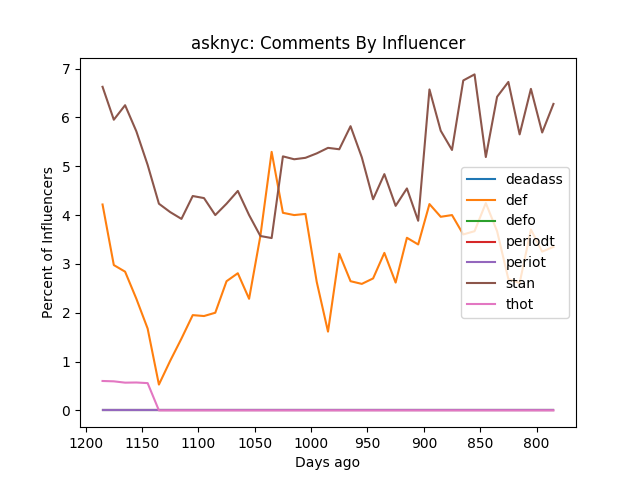 asknyc: Comments By Influencer
Percent of Influencers
7
6
5
4
3
2
1
0
deadass
def
defo
periodt
periot
stan
thot
1200 1150 1100 1050 1000 950 900 850 800
Days ago